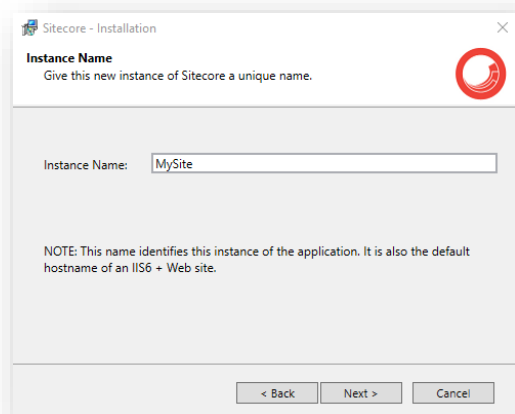 Sitecore - Installation
Instance Name
Give this new instance of Sitecore a unique name.
Instance Name: MySite
NOTE: This name identifies this instance of the application. It is also the default
hostname of an IIS6 + Web site.
< Back Next > Cancel